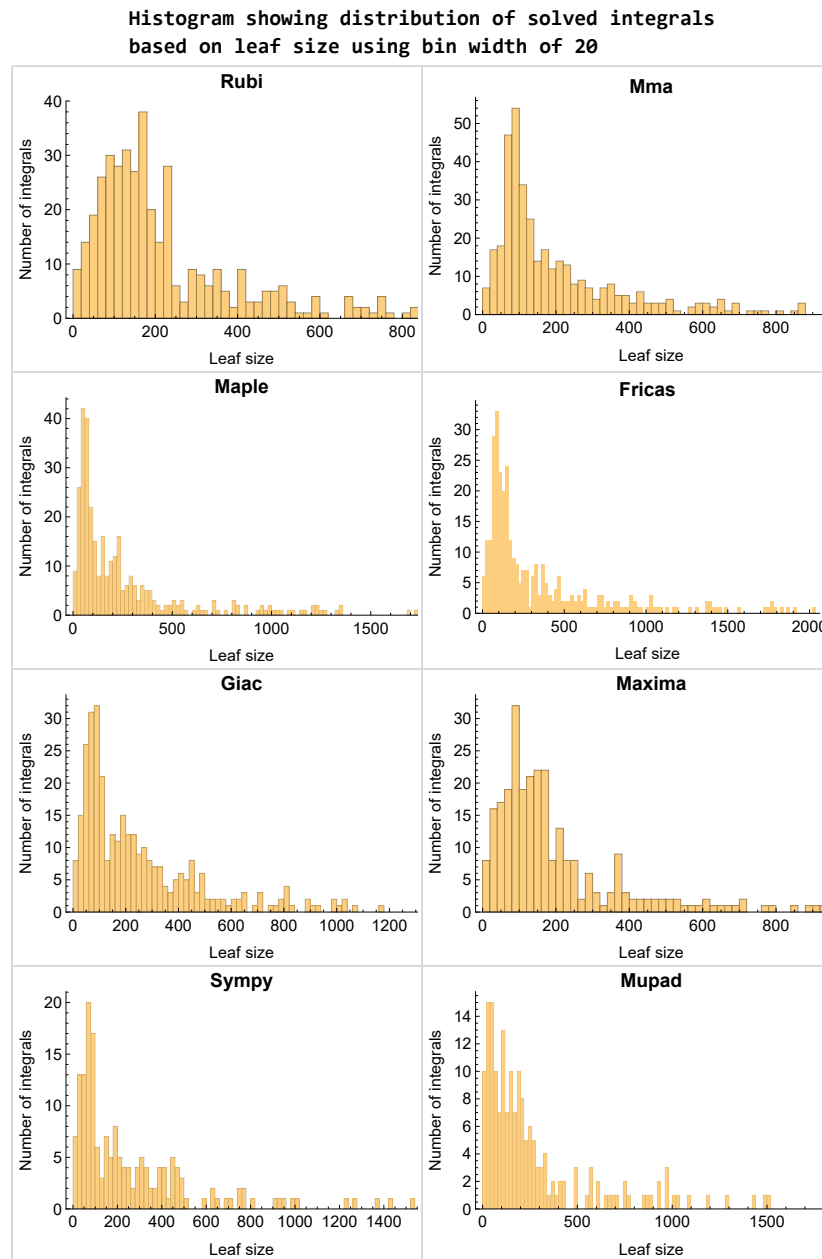 Histogram showing distribution of solved integrals
based on leaf size using bin width of 20
Rubi
Number of integrals
40
30
20
10
0
0 200 400 600 800
Leaf size
Mma
Number of integrals
50
40
30
20
10
0
0 200 400 600 800
Leaf size
Maple
Number of integrals
40
30
20
10
0
0 500 1000 1500
Leaf size
Fricas
Number of integrals
30
25
20
15
10
5
0
0 500 1000 1500 2000
Leaf size
Giac
Number of integrals
30
25
20
15
10
5
0
0 200 400 600 800 1000 1200
Leaf size
Maxima
Number of integrals
30
25
20
15
10
5
0
0 200 400 600 800
Leaf size
Sympy
Number of integrals
20
15
10
5
0
0 200 400 600 800 1000 1200 1400
Leaf size
Mupad
Number of integrals
14
12
10
8
6
4
2
0
0 500 1000 1500
Leaf size